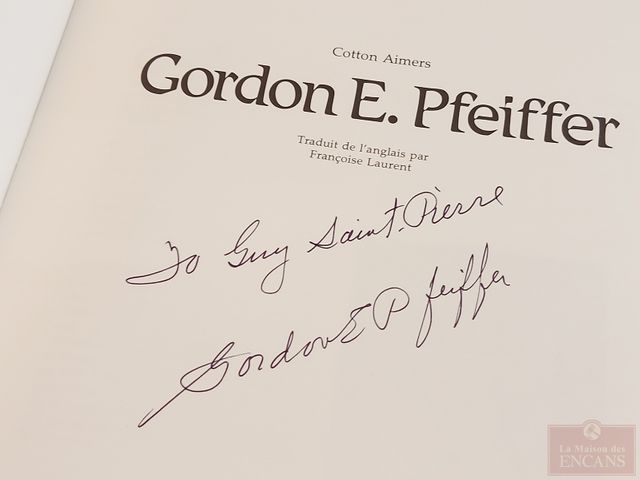 Cotton Aimers
Gordon E. Pfeiffer
Traduit de l'anglais par
Françoise Laurent
To Guy Saint-Pierre
Gordon E Pfeiffer
La Maison des
ENCANS